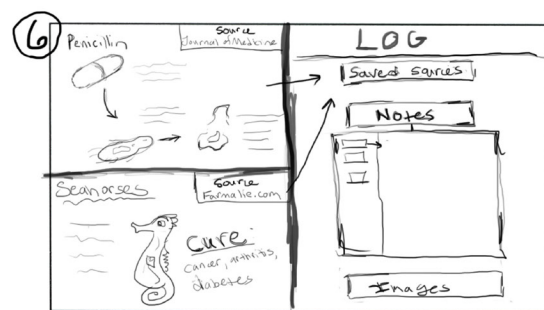 6
Penicillin
Source
Journal of Medicine
Seahorses
Source
Farmalie.com
Cure
cancer, arthritis,
diabetes
LOG
Saved sources
Notes
Images